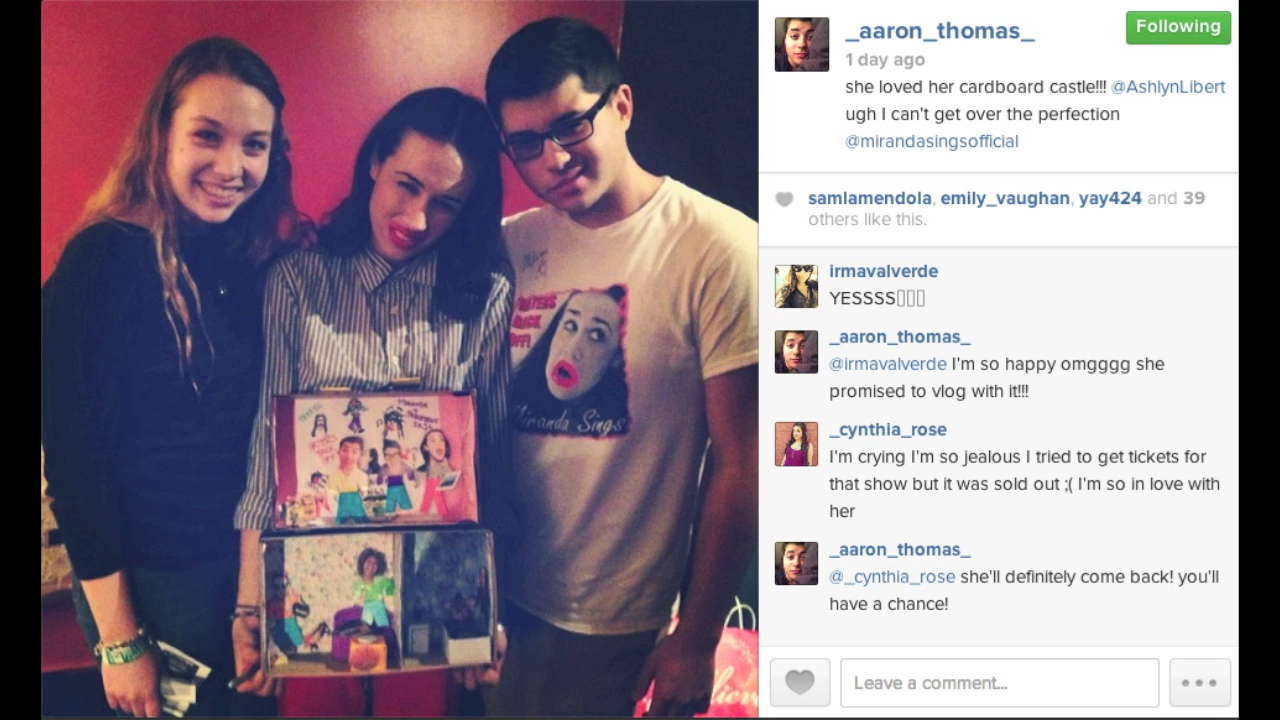 _aaron_thomas_
Following
1 day ago
she loved her cardboard castle!!! @AshlynLibert
ugh I can't get over the perfection
@mirandasingsofficial
samlamendola, emily_vaughan, yay424 and 39
others like this.
irmavalverde
YESSSS
_aaron_thomas_
@irmavalverde I'm so happy omgggg she
promised to vlog with it!!!
_cynthia_rose
I'm crying I'm so jealous I tried to get tickets for
that show but it was sold out ;( I'm so in love with
her
_aaron_thomas_
@_cynthia_rose she'll definitely come back! you'll
have a chance!
Leave a comment...
HATERS
BACK
OFF!
Miranda Sings